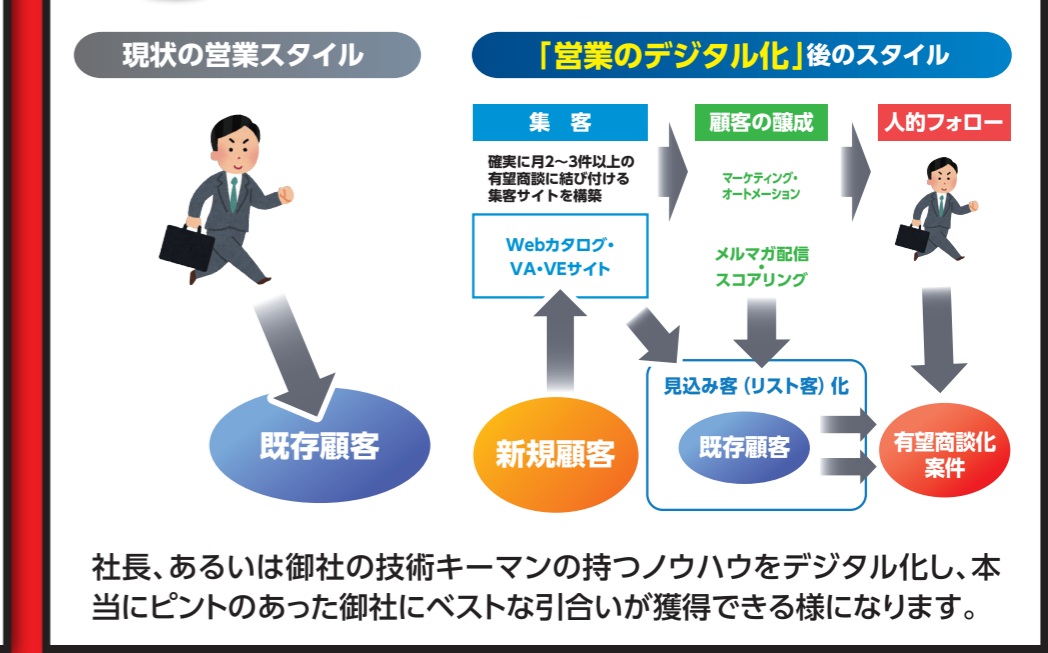 現状の営業スタイル
「営業のデジタル化」後のスタイル
集 客
顧客の醸成
人的フォロー
確実に月2〜3件以上の
有望商談に結び付ける
集客サイトを構築
マーケティング・
オートメーション
Webカタログ・
VA・VEサイト
メルマガ配信
・
スコアリング
見込み客(リスト客)化
既存顧客
新規顧客
既存顧客
有望商談化
案件
社長、あるいは御社の技術キーマンの持つノウハウをデジタル化し、本
当にピントのあった御社にベストな引合いが獲得できる様になります。